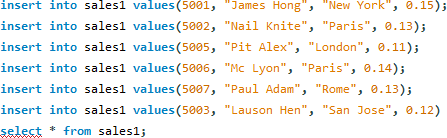 insert into sales1 values(5001, "James Hong", "New York", 0.15);
insert into sales1 values(5002, "Nail Knite", "Paris", 0.13);
insert into sales1 values(5005, "Pit Alex", "London", 0.11);
insert into sales1 values(5006, "Mc Lyon", "Paris", 0.14);
insert into sales1 values(5007, "Paul Adam", "Rome", 0.13);
insert into sales1 values(5003, "Lauson Hen", "San Jose", 0.12)
select * from sales1;